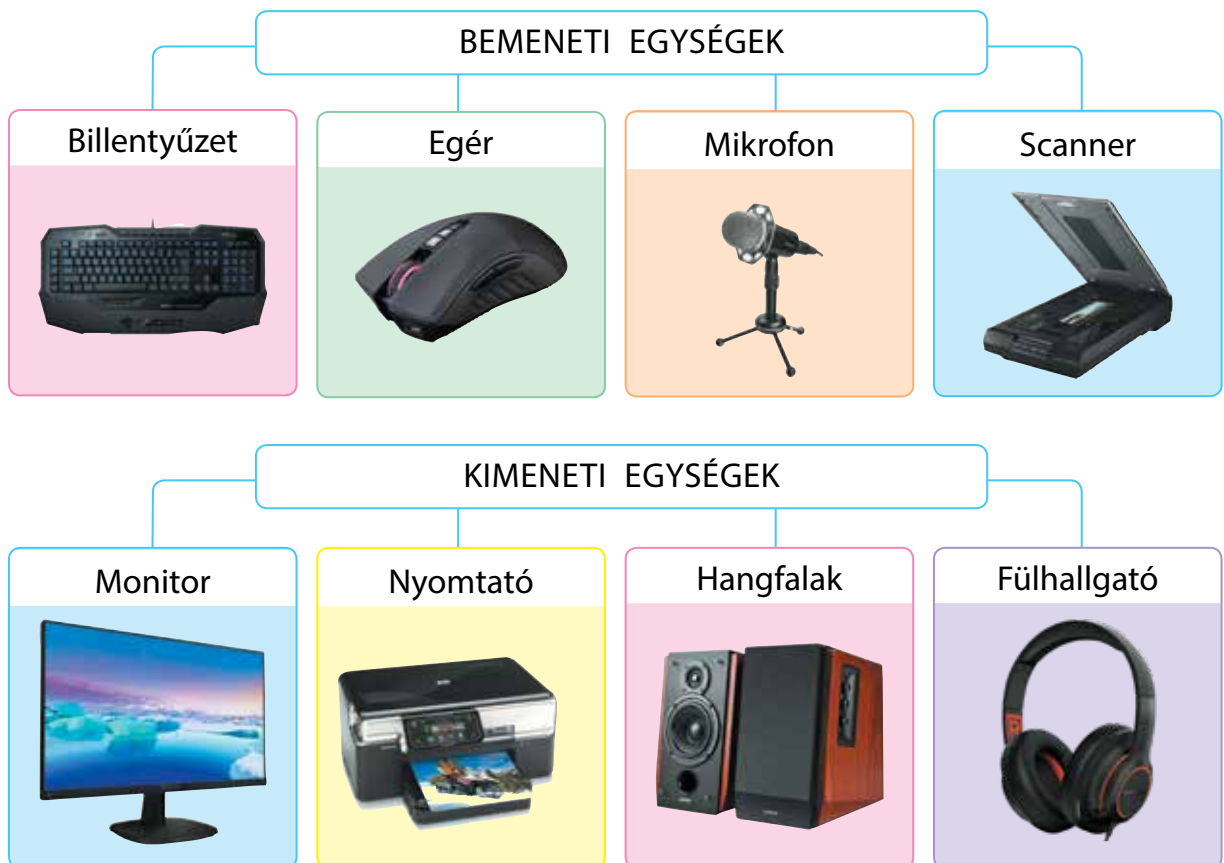 BEMENETI EGYSÉGEK
Billentyűzet
Egér
Mikrofon
Scanner
KIMENETI EGYSÉGEK
Monitor
Nyomtató
Hangfalak
Fülhallgató